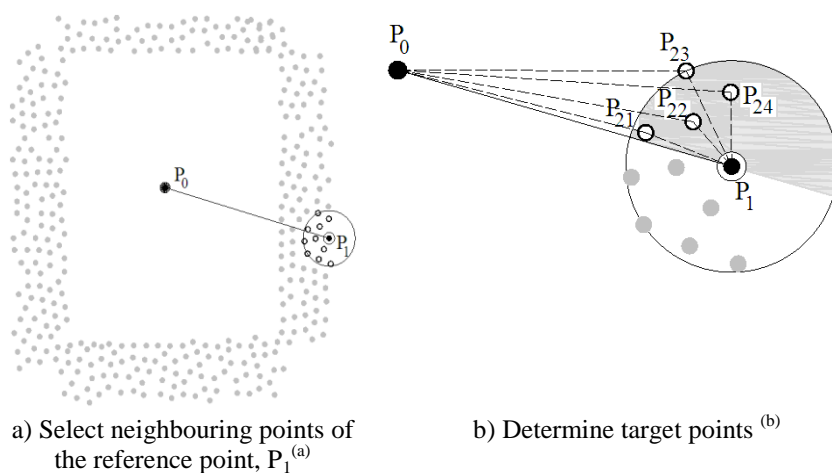 P₀
P₁
a) Select neighbouring points of
the reference point, P₁⁽ᵃ⁾
b
P₀
P₂₃
P₂₄
P₂₂
P₂₁
P₁
b) Determine target points ⁽ᵇ⁾